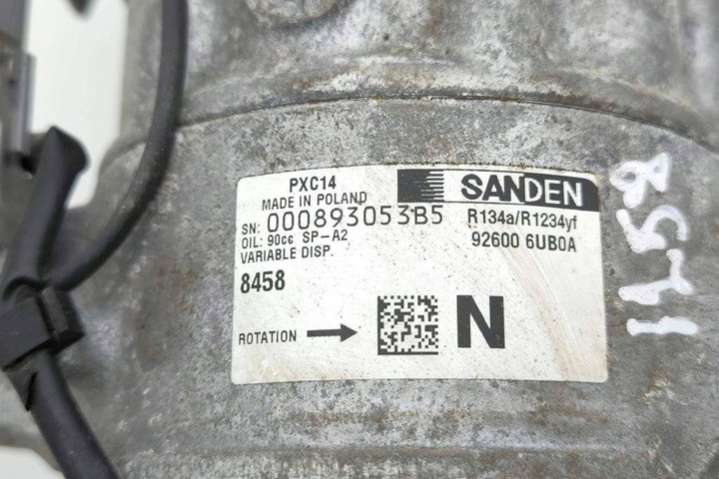 PXC14
SANDEN
MADE IN POLAND
SN: 000893053B5
R134a/R1234yf
OIL: 90cc SP-A2
92600 6UB0A
VARIABLE DISP.
8458
ROTATION
N
1158